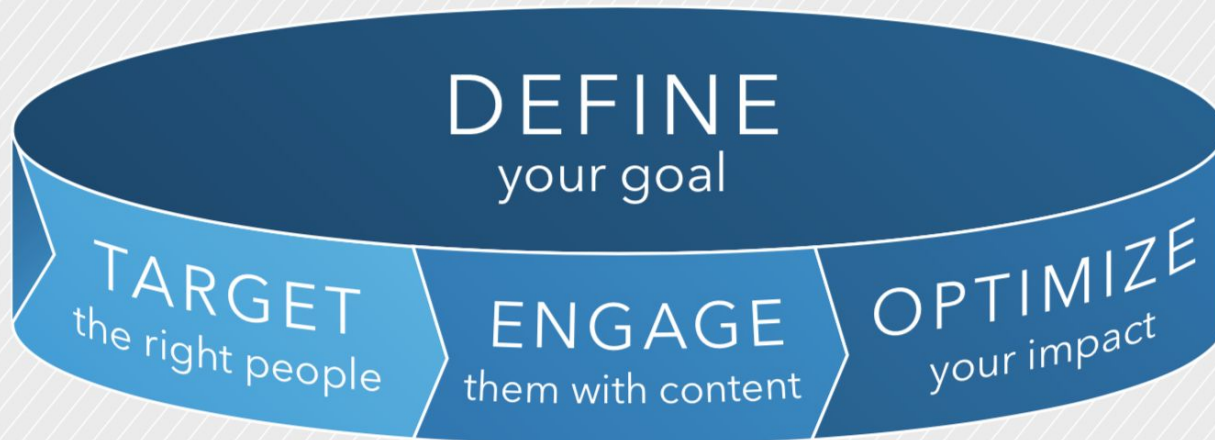 DEFINE
your goal
TARGET
the right people
ENGAGE
them with content
OPTIMIZE
your impact